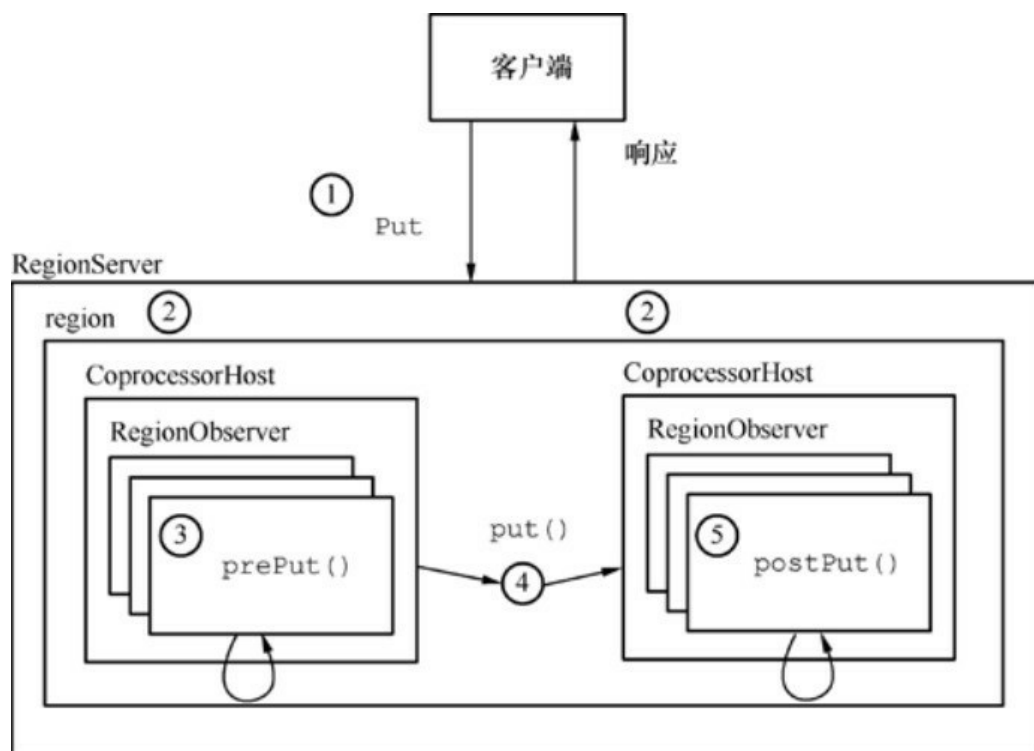 客户端
响应
①
Put
RegionServer
region ② ②
CoprocessorHost
CoprocessorHost
RegionObserver
RegionObserver
put()
③ prePut()
④
⑤ postPut()